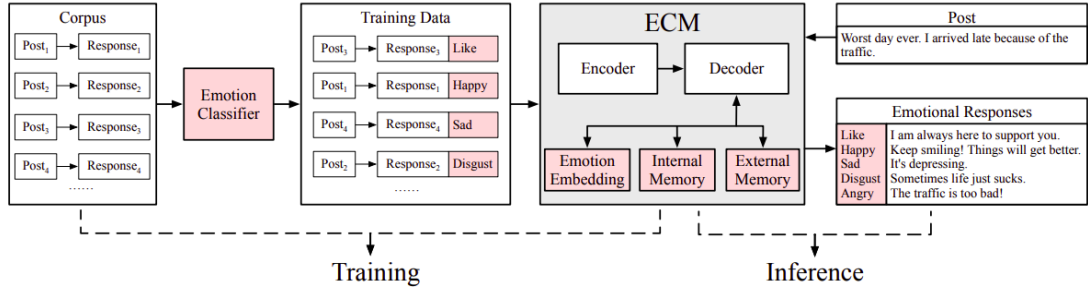 Corpus
Post1 Response1
Post2 Response2
Post3 Response3
Post4 Response4
......
Emotion
Classifier
Training Data
Post3 Response3 Like
Post1 Response1 Happy
Post4 Response4 Sad
Post2 Response2 Disgust
......
ECM
Encoder
Decoder
Emotion
Embedding
Internal
Memory
External
Memory
Post
Worst day ever. I arrived late because of the
traffic.
Emotional Responses
Like I am always here to support you.
Happy Keep smiling! Things will get better.
Sad It's depressing.
Disgust Sometimes life just sucks.
Angry The traffic is too bad!
Training
Inference